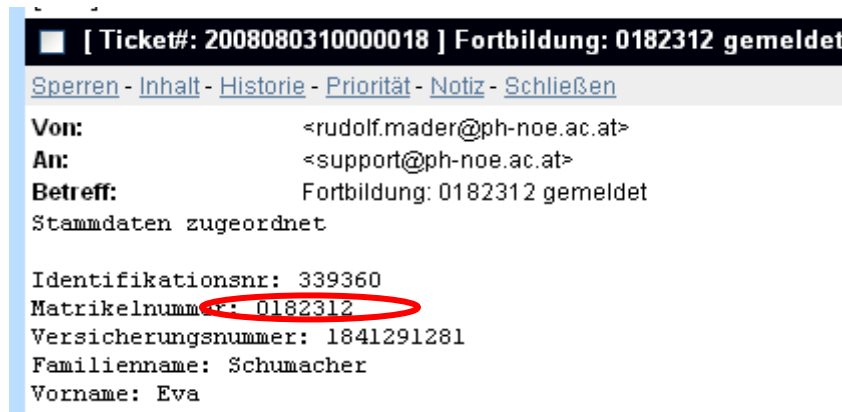 [ Ticket#: 2008080310000018 ] Fortbildung: 0182312 gemeldet
Sperren - Inhalt - Historie - Priorität - Notiz - Schließen
Von: <rudolf.mader@ph-noe.ac.at>
An: <support@ph-noe.ac.at>
Betreff: Fortbildung: 0182312 gemeldet
Stammdaten zugeordnet
Identifikationsnr: 339360
Matrikelnummer: 0182312
Versicherungsnummer: 1841291281
Familienname: Schumacher
Vorname: Eva